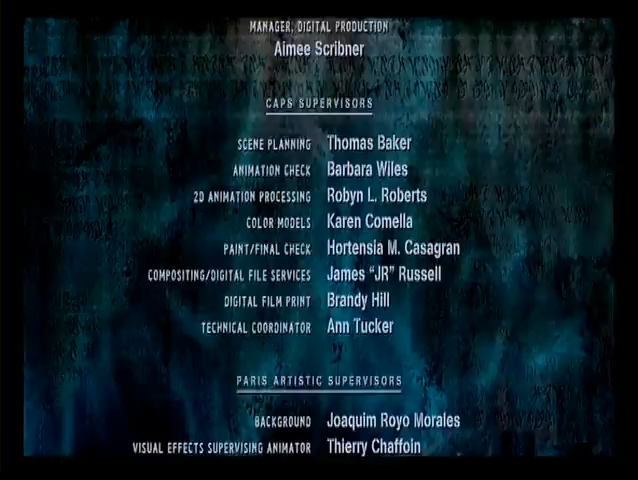 MANAGER, DIGITAL PRODUCTION
Aimee Scribner
CAPS SUPERVISORS
SCENE PLANNING Thomas Baker
ANIMATION CHECK Barbara Wiles
2D ANIMATION PROCESSING Robyn L. Roberts
COLOR MODELS Karen Comella
PAINT/FINAL CHECK Hortensia M. Casagran
COMPOSITING/DIGITAL FILE SERVICES James “JR” Russell
DIGITAL FILM PRINT Brandy Hill
TECHNICAL COORDINATOR Ann Tucker
PARIS ARTISTIC SUPERVISORS
BACKGROUND Joaquim Royo Morales
VISUAL EFFECTS SUPERVISING ANIMATOR Thierry Chaffoin